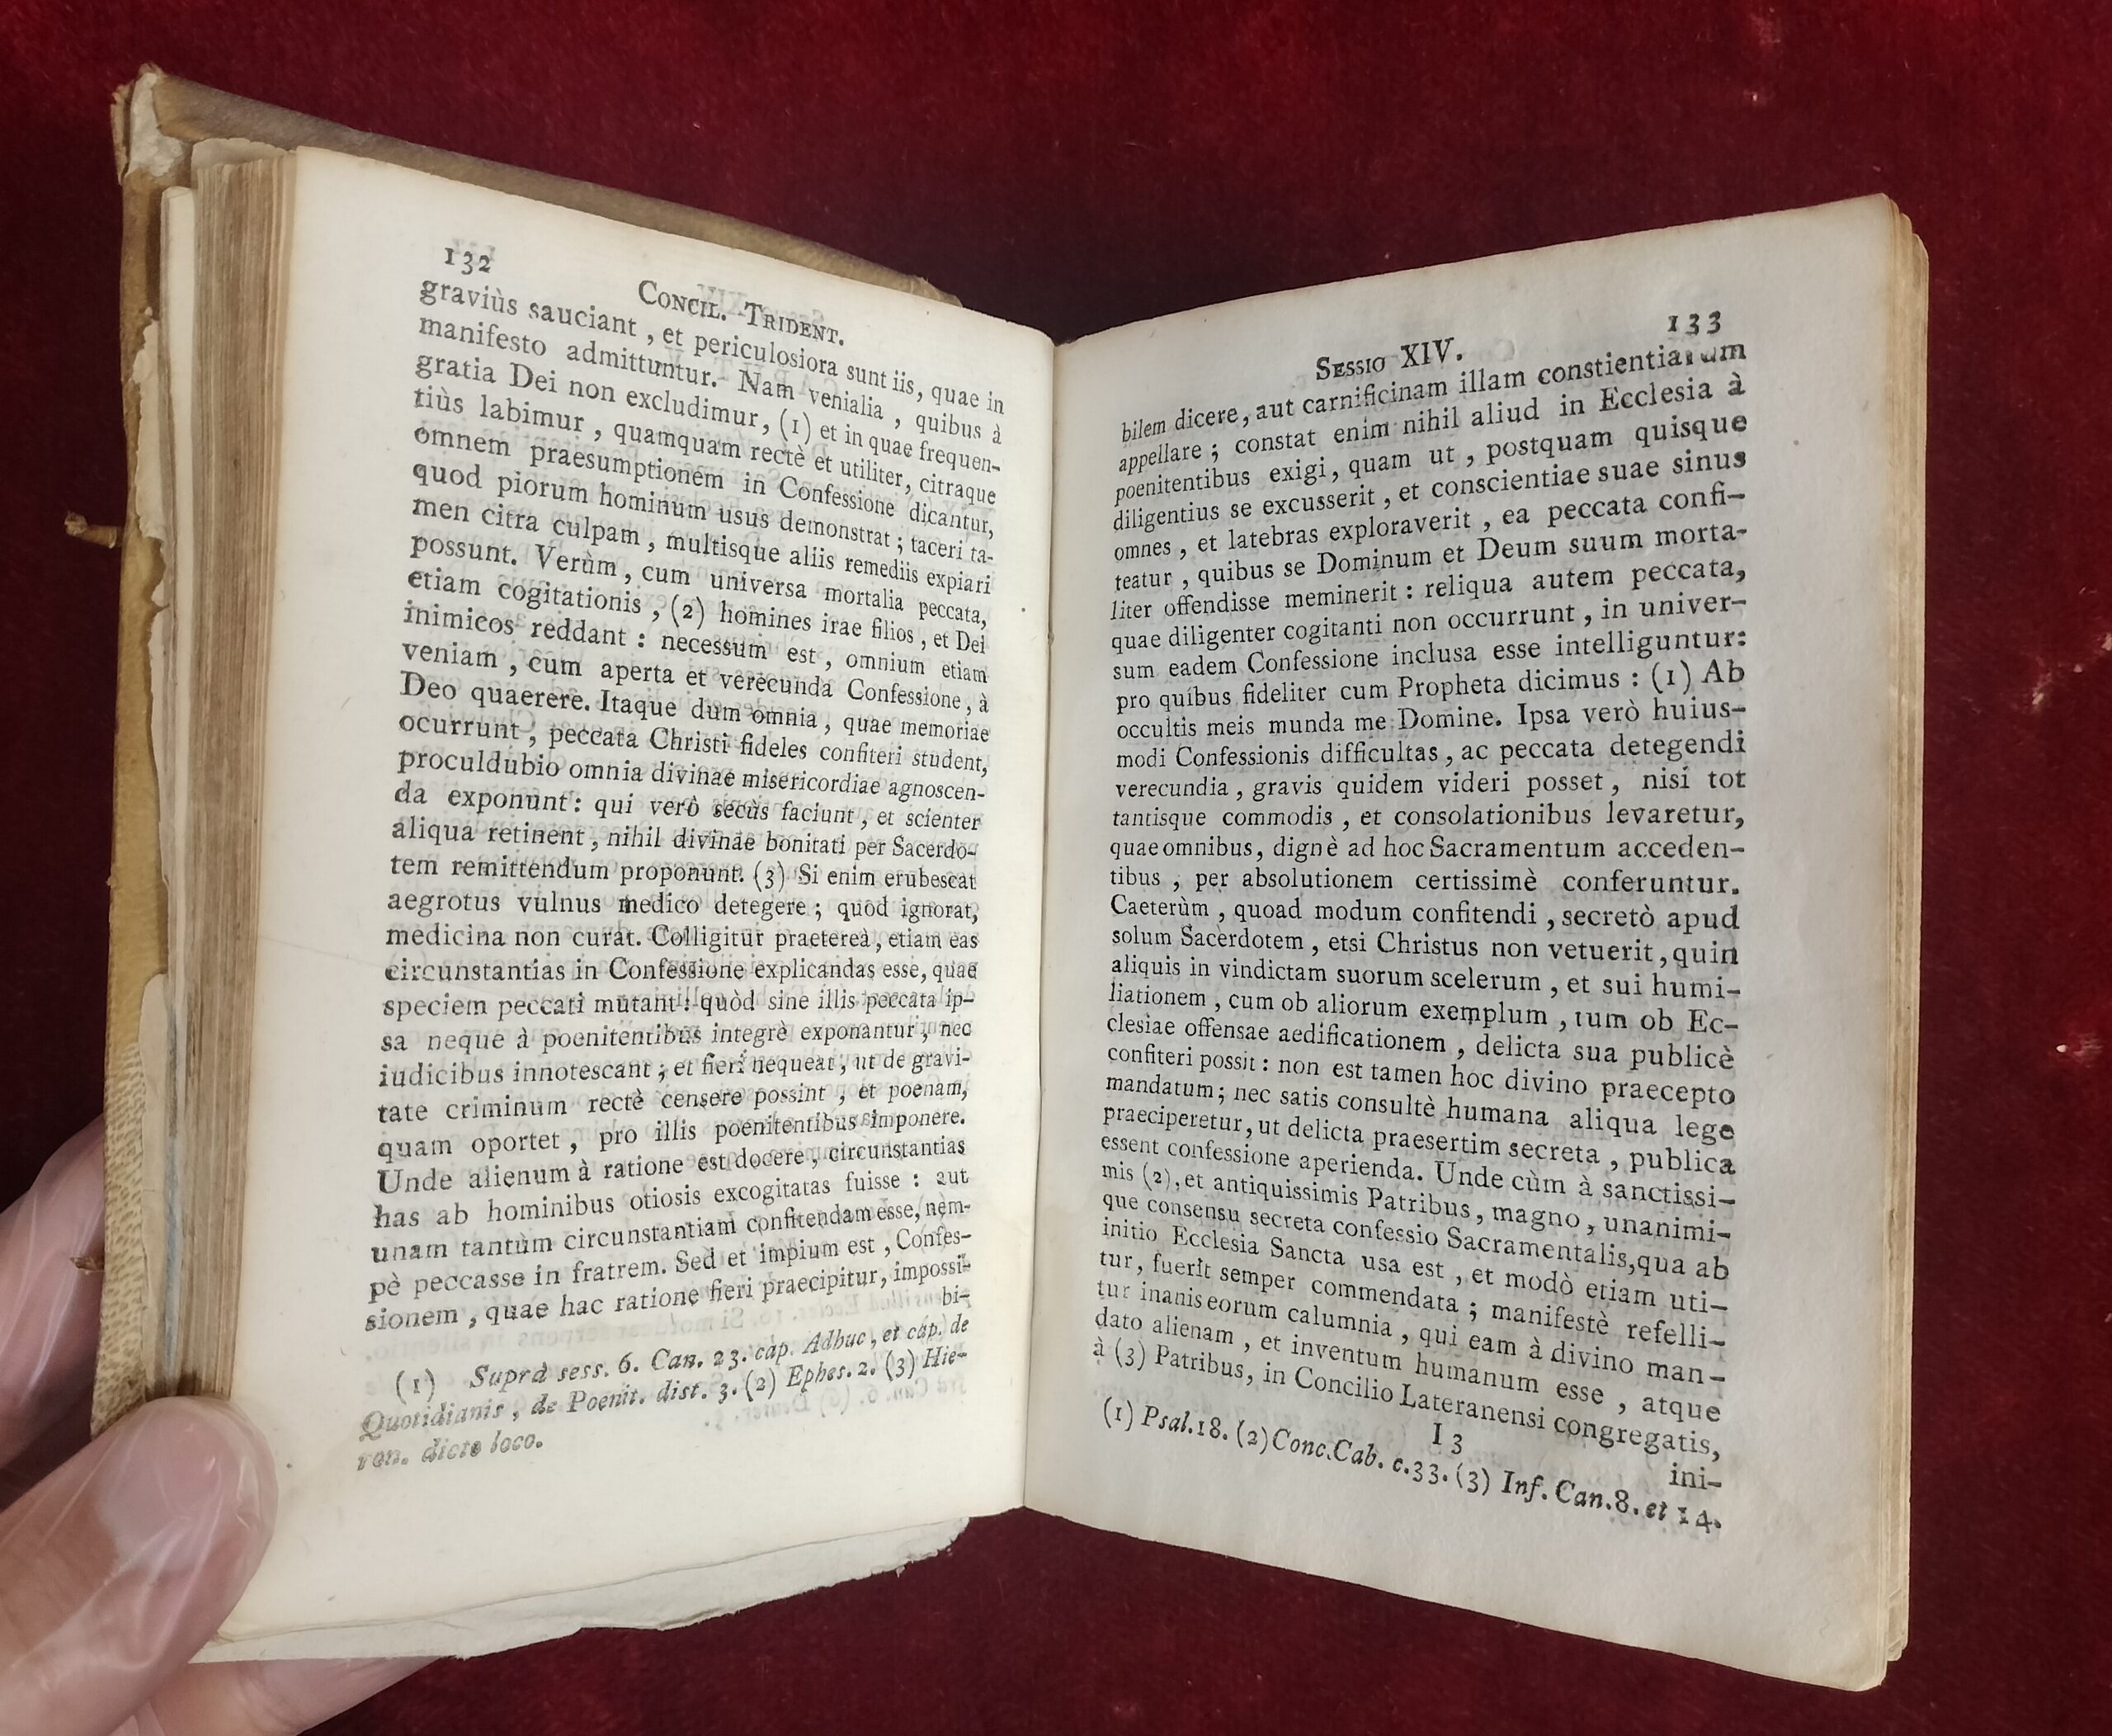 132
CONCIL. TRIDENT.
graviùs sauciant , et periculosiora sunt iis, quae in
manifesto admittuntur. Nam venialia , quibus à
gratia Dei non excludimur, (1) et in quae frequen-
tiùs labimur , quamquam rectè et utiliter, citraque
omnem praesumptionem in Confessione dicantur,
quod piorum hominum usus demonstrat ; taceri ta-
men citra culpam , multisque aliis remediis expiari
possunt. Verùm , cum universa mortalia peccata,
etiam cogitationis , (2) homines irae filios , et Dei
inimicos reddant : necessum est , omnium etiam
veniam , cum aperta et verecunda Confessione , à
Deo quaerere. Itaque dum omnia , quae memoriae
ocurrunt , peccata Christi fideles confiteri student,
proculdubio omnia divinae misericordiae agnoscen-
da exponunt : qui verò secùs faciunt , et scienter
aliqua retinent , nihil divinae bonitati per Sacerdo-
tem remittendum proponunt. (3) Si enim erubescat
aegrotus vulnus medico detegere ; quod ignorat,
medicina non curat. Colligitur praeterea , etiam eas
circunstantias in Confessione explicandas esse, quae
speciem peccati mutant : quòd sine illis peccata ip-
sa neque à poenitentibus integrè exponantur , nec
iudicibus innotescant ; et fieri nequeat , ut de gravi-
tate criminum rectè censere possint , et poenam,
quam oportet , pro illis poenitentibus imponere.
Unde alienum à ratione est docere , circunstantias
has ab hominibus otiosis excogitatas fuisse : aut
unam tantùm circunstantiam confitendam esse, nem-
pè peccasse in fratrem. Sed et impium est , Confes-
sionem , quae hac ratione fieri praecipitur, impossi-
bi-
(1) Suprà sess. 6. Can. 23. cap. Adhuc , et cap. de
Quotidianis , de Poenit. dist. 3. (2) Ephes. 2. (3) Hie-
ron. dicto loco.
133
SESSIO XIV.
bilem dicere, aut carnificinam illam constientiarum
appellare ; constat enim nihil aliud in Ecclesia à
poenitentibus exigi, quam ut , postquam quisque
diligentius se excusserit , et conscientiae suae sinus
omnes , et latebras exploraverit , ea peccata confi-
teatur , quibus se Dominum et Deum suum morta-
liter offendisse meminerit : reliqua autem peccata,
quae diligenter cogitanti non occurrunt , in univer-
sum eadem Confessione inclusa esse intelliguntur:
pro quibus fideliter cum Propheta dicimus : (1) Ab
occultis meis munda me Domine. Ipsa verò huius-
modi Confessionis difficultas , ac peccata detegendi
verecundia , gravis quidem videri posset , nisi tot
tantisque commodis , et consolationibus levaretur,
quae omnibus, dignè ad hoc Sacramentum acceden-
tibus , per absolutionem certissimè conferuntur.
Caeterùm , quoad modum confitendi , secretò apud
solum Sacerdotem , etsi Christus non vetuerit , quin
aliquis in vindictam suorum scelerum , et sui humi-
liationem , cum ob aliorum exemplum , tum ob Ec-
clesiae offensae aedificationem , delicta sua publicè
confiteri possit : non est tamen hoc divino praecepto
mandatum; nec satis consultè humana aliqua lege
praeciperetur, ut delicta praesertim secreta , publica
essent confessione aperienda. Unde cùm à sanctissi-
mis (2), et antiquissimis Patribus, magno, unanimi-
que consensu secreta confessio Sacramentalis, qua ab
initio Ecclesia Sancta usa est , et modò etiam uti-
tur, fuerit semper commendata ; manifestè refelli-
tur inanis eorum calumnia , qui eam à divino man-
dato alienam , et inventum humanum esse , atque
à (3) Patribus, in Concilio Lateranensi congregatis,
I 3
ini-
(1) Psal. 18. (2) Conc. Cab. c.33. (3) Inf. Can.8. et 14.